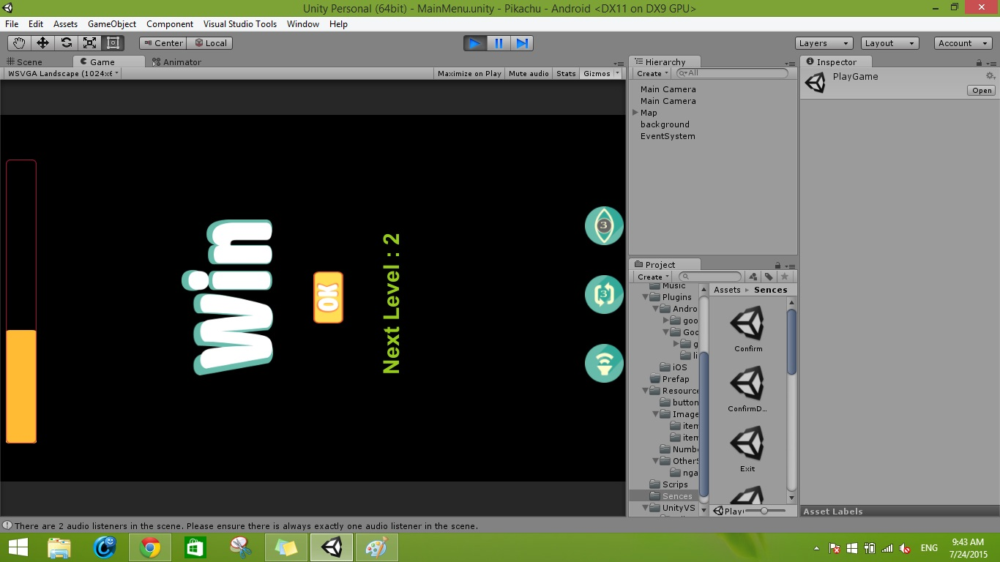 Unity Personal (64bit) - MainMenu.unity - Pikachu - Android <DX11 on DX9 GPU>
File Edit Assets GameObject Component Visual Studio Tools Window Help
Center Local
Layers Layout Account
Scene Game Animator
WSVGA Landscape (1024x6
Maximize on Play Mute audio Stats Gizmos
Win
OK
Next Level : 2
3
3
Hierarchy
Create All
Main Camera
Main Camera
Map
background
EventSystem
Project
Create
Music
Plugins
Andro
goo
Goo
g
li
iOS
Prefap
Resource
button
Image
item
item
Numbe
OtherS
nga
Scrips
Sences
UnityVS
Assets Sences
Confirm
ConfirmD...
Exit
Play
Inspector
PlayGame
Open
Asset Labels
There are 2 audio listeners in the scene. Please ensure there is always exactly one audio listener in the scene.
ENG
9:43 AM
7/24/2015